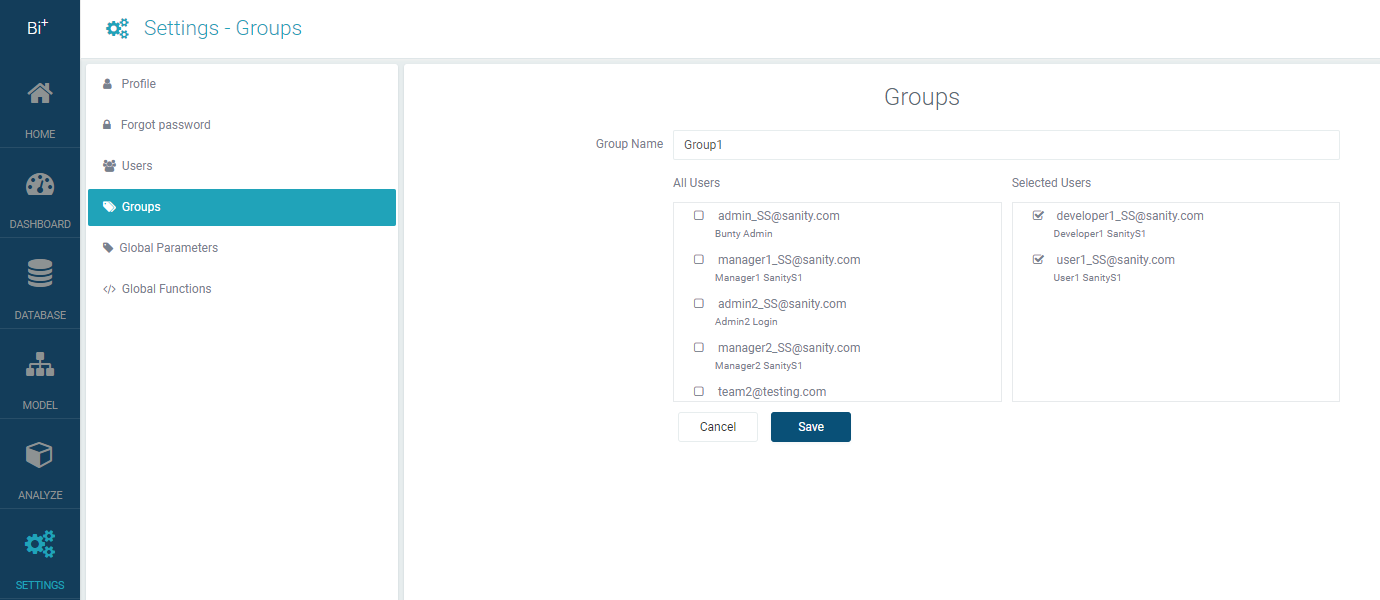 Bi+
Settings - Groups
HOME
DASHBOARD
DATABASE
MODEL
ANALYZE
SETTINGS
Profile
Forgot password
Users
Groups
Global Parameters
Global Functions
Groups
Group Name
Group1
All Users
admin_SS@sanity.com
Bunty Admin
manager1_SS@sanity.com
Manager1 SanityS1
admin2_SS@sanity.com
Admin2 Login
manager2_SS@sanity.com
Manager2 SanityS1
team2@testing.com
Selected Users
developer1_SS@sanity.com
Developer1 SanityS1
user1_SS@sanity.com
User1 SanityS1
Cancel
Save